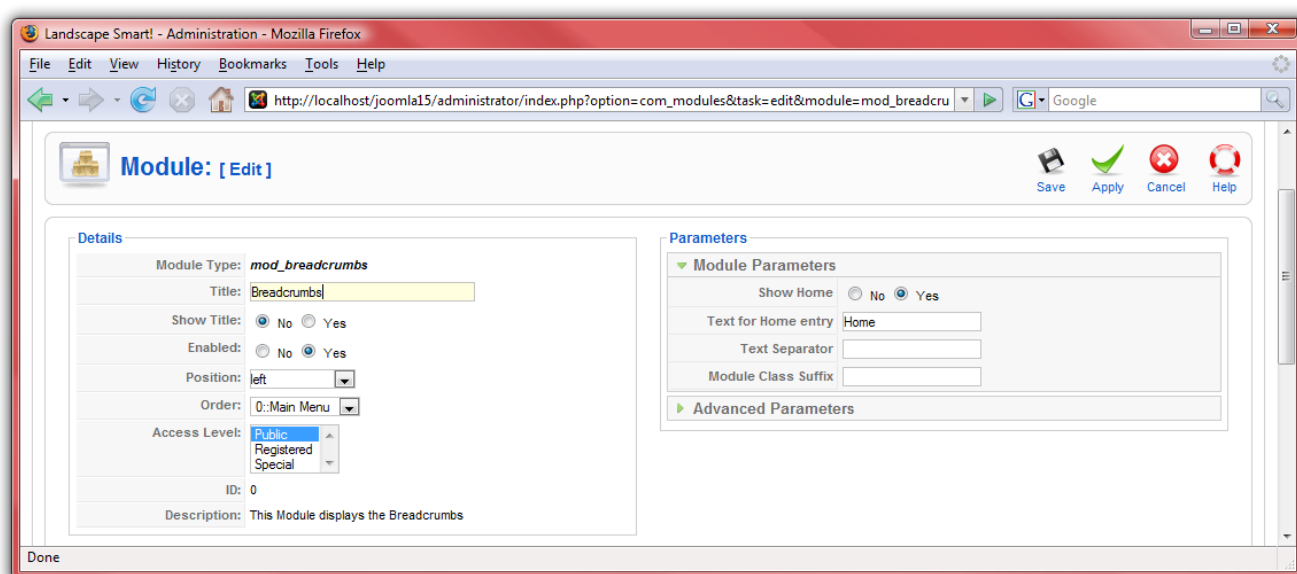 Landscape Smart! - Administration - Mozilla Firefox
File Edit View History Bookmarks Tools Help
http://localhost/joomla15/administrator/index.php?option=com_modules&task=edit&module=mod_breadcru
G Google
Module: [ Edit ]
Save Apply Cancel Help
Details
Module Type: mod_breadcrumbs
Title: Breadcrumbs
Show Title: No Yes
Enabled: No Yes
Position: left
Order: 0::Main Menu
Access Level: Public
Registered
Special
ID: 0
Description: This Module displays the Breadcrumbs
Parameters
Module Parameters
Show Home No Yes
Text for Home entry Home
Text Separator
Module Class Suffix
Advanced Parameters
Done